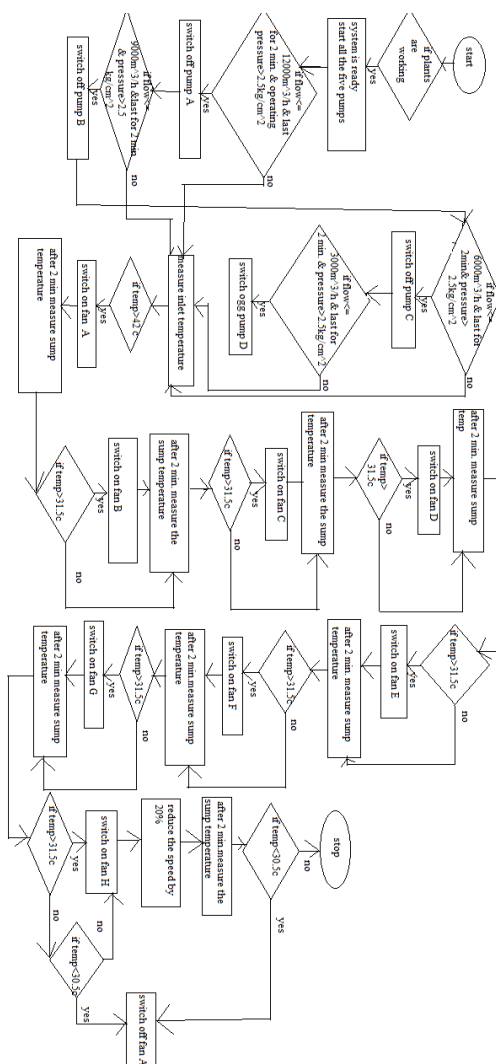 start
if plants
are
working
yes
system is ready
start all the five pumps
if flow<=
12000m^3/h & last
for 2 min. & operating
pressure>2.5kg/cm^2
no
yes
switch off pump A
if flow<=
9000m^3/h &last for 2 min
& pressure>2.5
kg/cm^2
no
yes
switch off pump B
if flow<=
6000m^3/h & last for
2min& pressure>
2.5kg/cm^2
no
yes
switch off pump C
if flow<=
3000m^3/h & last for
2 min. & pressure>2.5kg/cm^2
no
yes
switch ogg pump D
measure inlet temperature
if temp>42 c
yes
switch on fan A
after 2 min measure sump
temperature
if temp>31.5c
yes
no
switch on fan B
after 2 min. measure the
sump temperature
if temp>31.5c
yes
no
switch on fan C
after 2 min measure the sump
temperature
if temp>
31.5c
yes
no
switch on fan D
after 2 min. measure sump
temp
if temp>31.5c
yes
no
switch on fan E
after 2 min. measure sump
temperature
if temp>31.5c
yes
no
switch on fan F
after 2 min measure sump
temperature
if temp>31.5c
yes
no
switch on fan G
after 2 min measure sump
temperature
if temp>31.5c
yes
no
switch on fan H
if temp<30.5c
no
yes
reduce the speed by
20%
after 2 min.measure the
sump temperature
if temp<30.5c
no
yes
stop
switch off fan A